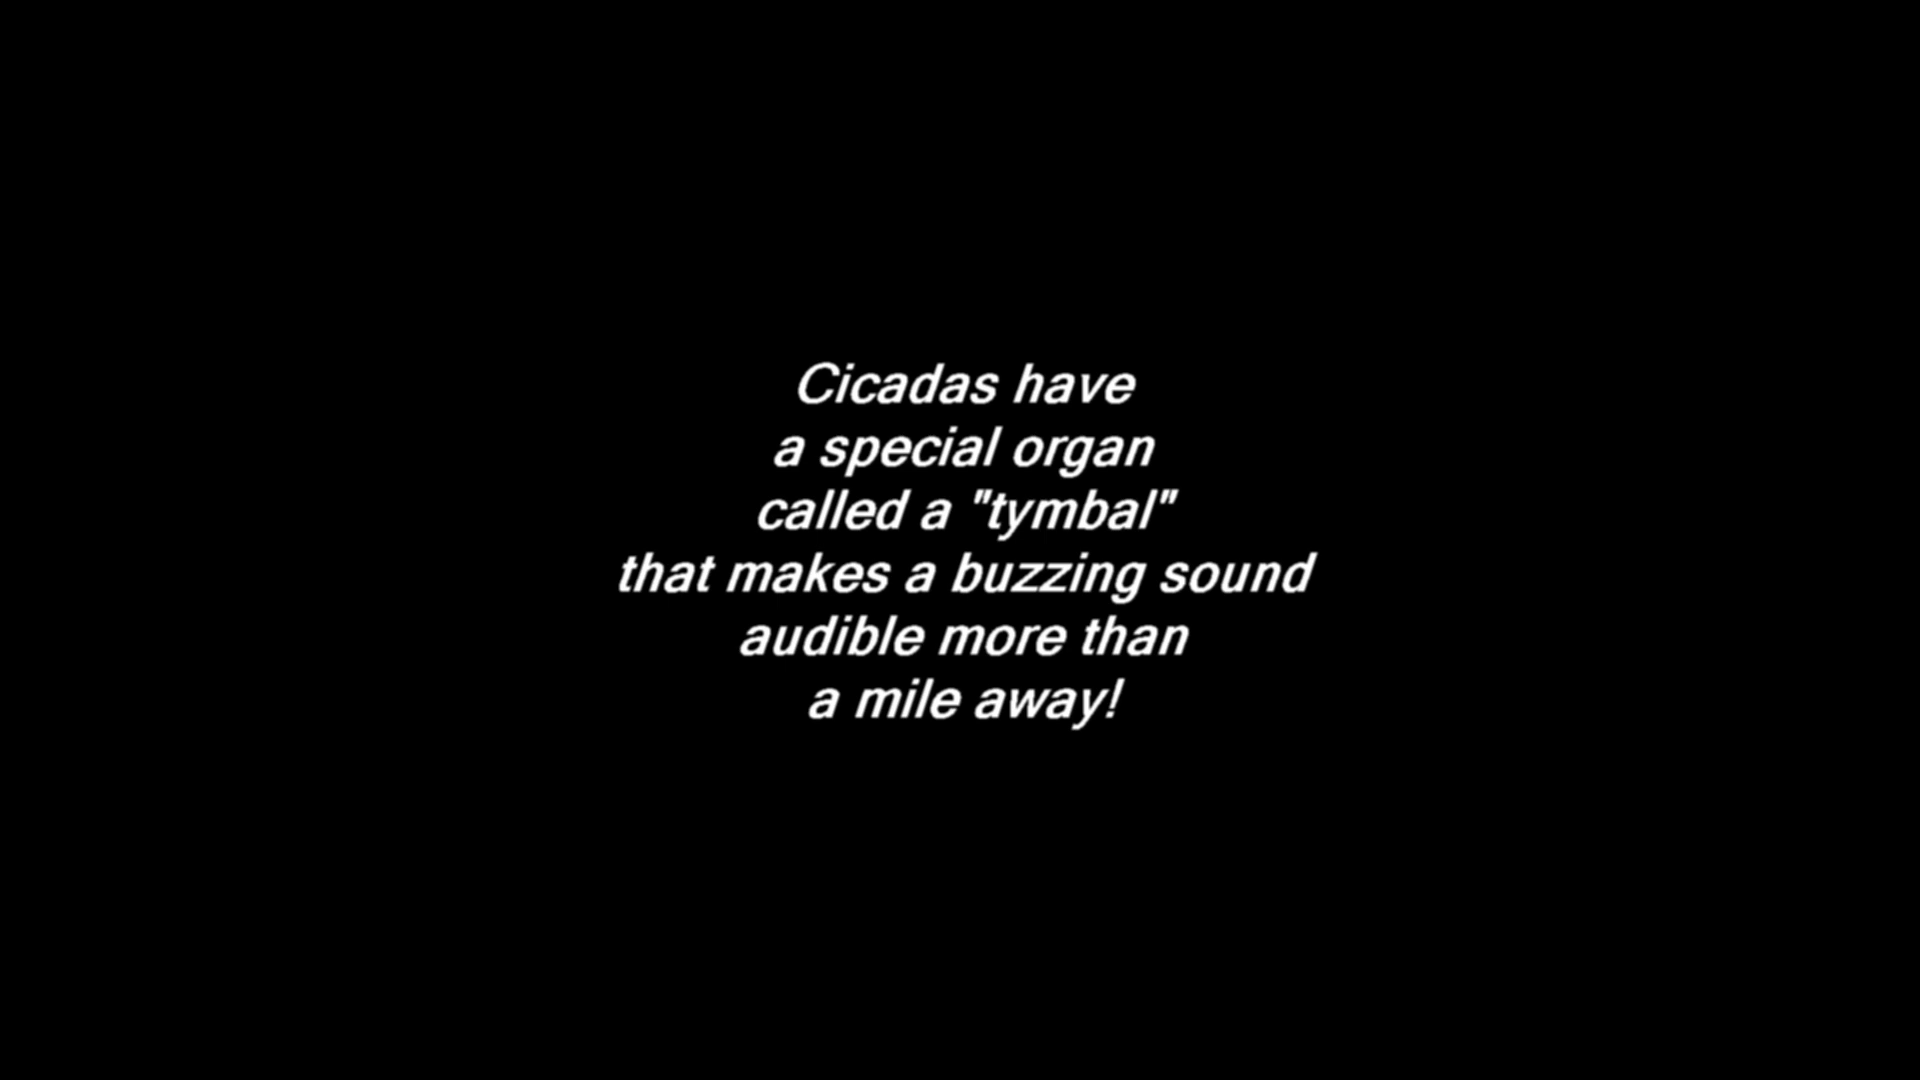 Cicadas have
a special organ
called a "tymbal"
that makes a buzzing sound
audible more than
a mile away!